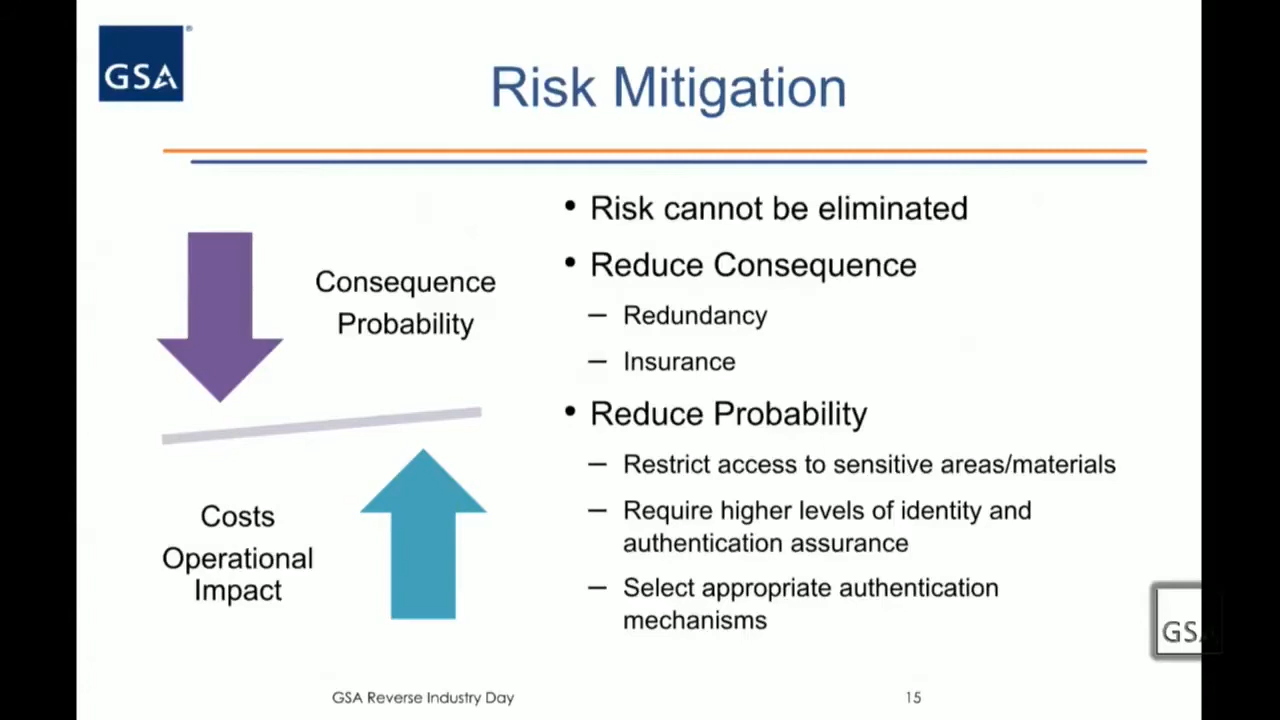 GSA
Risk Mitigation
Consequence
Probability
Costs
Operational
Impact
• Risk cannot be eliminated
• Reduce Consequence
– Redundancy
– Insurance
• Reduce Probability
– Restrict access to sensitive areas/materials
– Require higher levels of identity and
authentication assurance
– Select appropriate authentication
mechanisms
GSA
GSA Reverse Industry Day
15